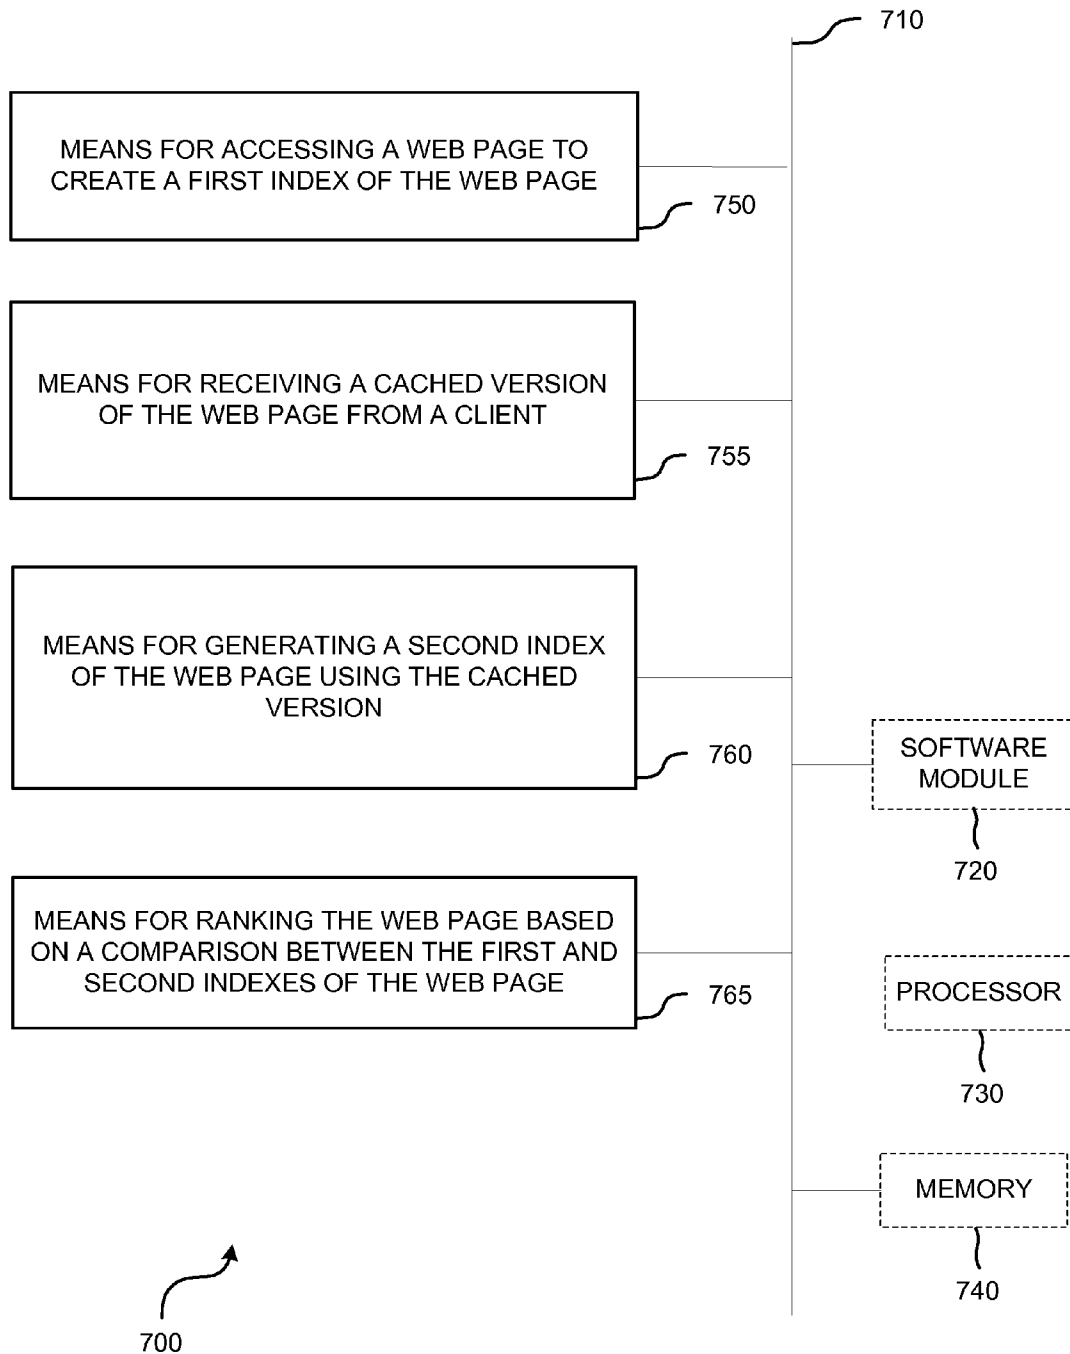 710
MEANS FOR ACCESSING A WEB PAGE TO
CREATE A FIRST INDEX OF THE WEB PAGE
750
MEANS FOR RECEIVING A CACHED VERSION
OF THE WEB PAGE FROM A CLIENT
755
MEANS FOR GENERATING A SECOND INDEX
OF THE WEB PAGE USING THE CACHED
VERSION
760
SOFTWARE
MODULE
720
MEANS FOR RANKING THE WEB PAGE BASED
ON A COMPARISON BETWEEN THE FIRST AND
SECOND INDEXES OF THE WEB PAGE
765
PROCESSOR
730
MEMORY
740
700